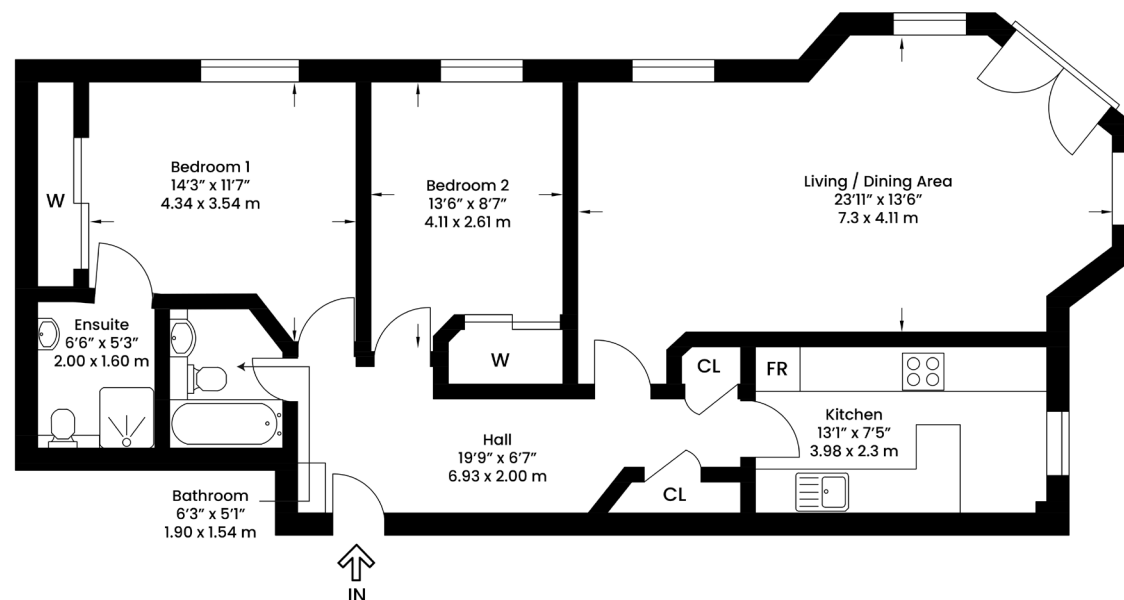 Bedroom 1
14’3” x 11’7”
4.34 x 3.54 m
W
Bedroom 2
13’6” x 8’7”
4.11 x 2.61 m
W
Living / Dining Area
23’11” x 13’6”
7.3 x 4.11 m
Ensuite
6’6” x 5’3”
2.00 x 1.60 m
CL
FR
Kitchen
13’1” x 7’5”
3.98 x 2.3 m
Hall
19’9” x 6’7”
6.93 x 2.00 m
CL
Bathroom
6’3” x 5’1”
1.90 x 1.54 m
IN